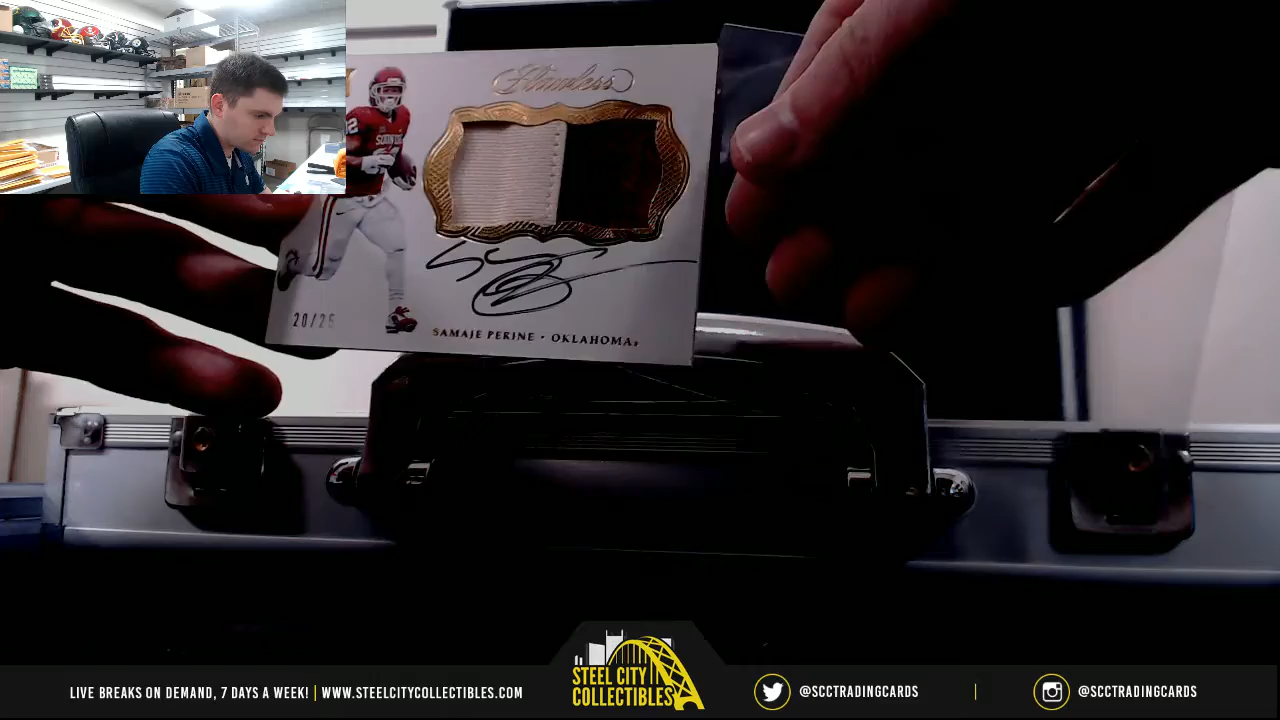 Flawless
SOONERS
20/25
SAMAJE PERINE • OKLAHOMA®
STEEL CITY
COLLECTIBLES
LIVE BREAKS ON DEMAND, 7 DAYS A WEEK! | WWW.STEELCITYCOLLECTIBLES.COM
@SCCTRADINGCARDS | @SCCTRADINGCARDS